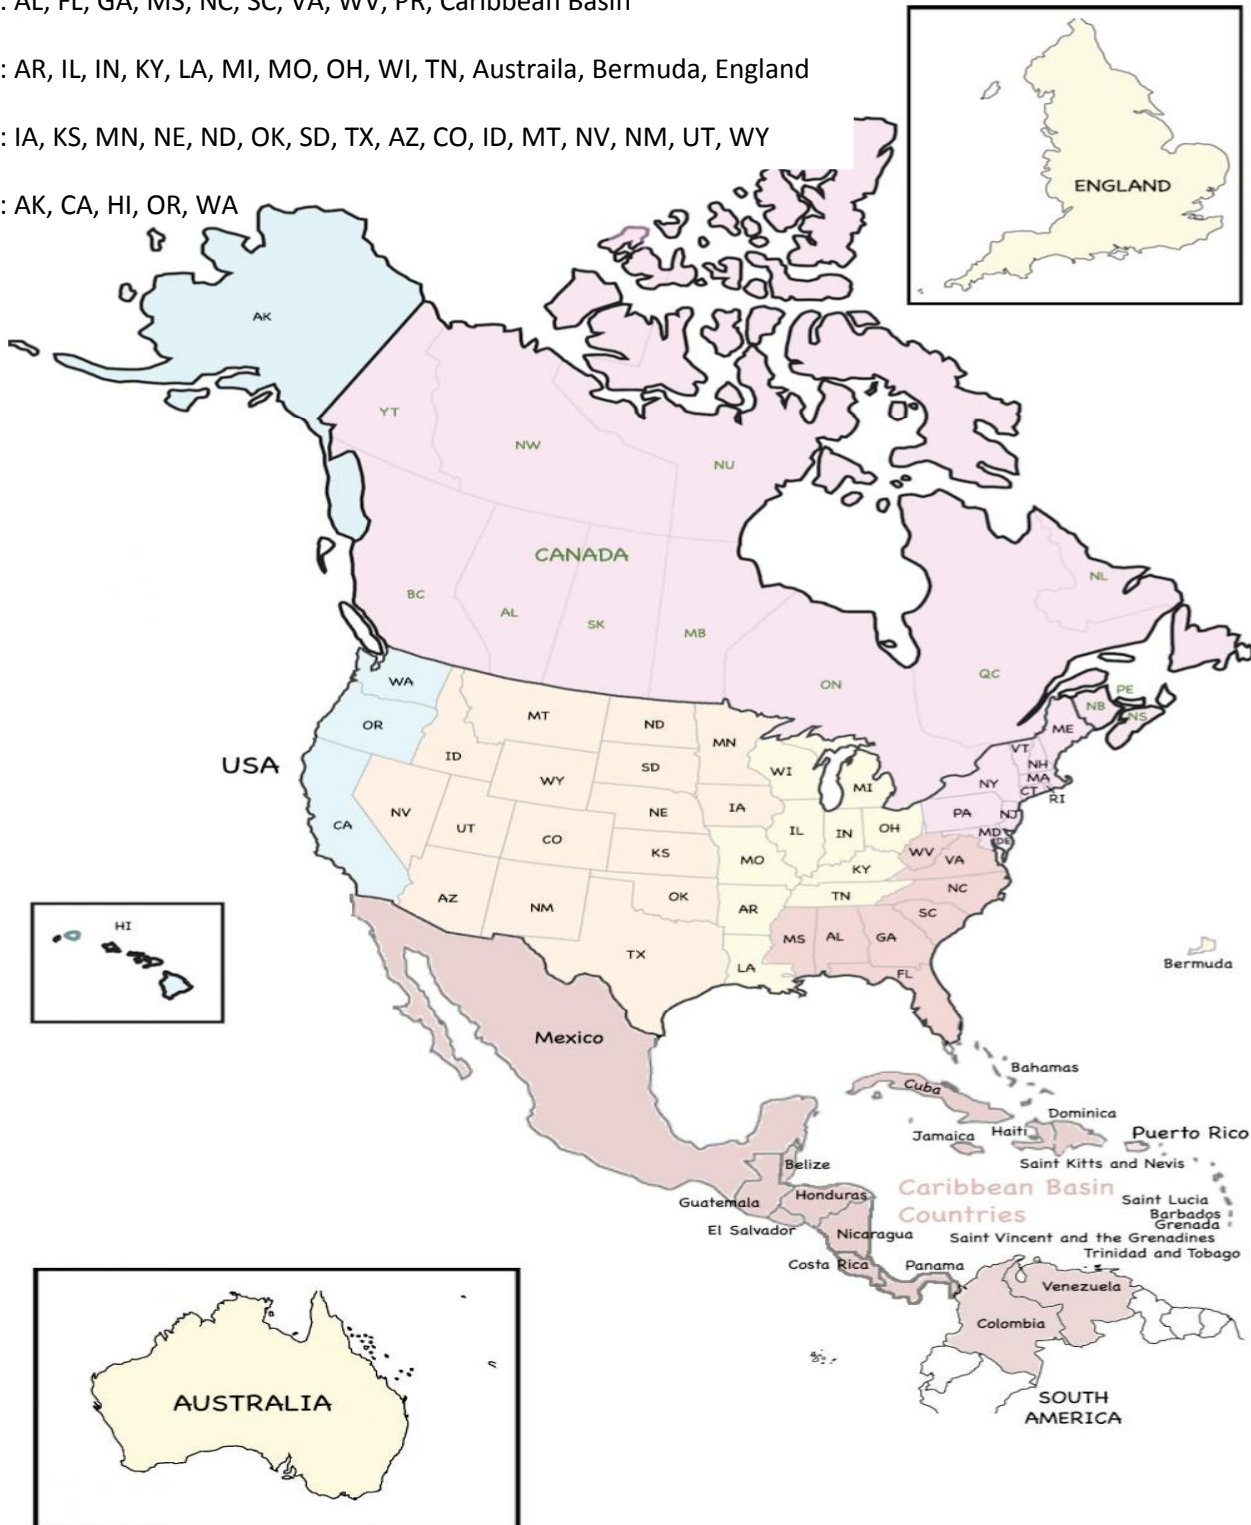 : AL, FL, GA, MS, NC, SC, VA, WV, PR, Caribbean Basin
: AR, IL, IN, KY, LA, MI, MO, OH, WI, TN, Austraila, Bermuda, England
: IA, KS, MN, NE, ND, OK, SD, TX, AZ, CO, ID, MT, NV, NM, UT, WY
: AK, CA, HI, OR, WA
ENGLAND
AK
YT
NW
NU
CANADA
BC
AL
SK
MB
ON
QC
NL
PE
NB
NS
USA
WA
OR
CA
ID
NV
MT
WY
UT
CO
AZ
NM
ND
SD
NE
KS
OK
TX
MN
IA
MO
AR
LA
WI
MI
IL
IN
OH
KY
TN
MS
AL
GA
FL
SC
NC
VA
WV
PA
NY
VT
NH
MA
CT
RI
NJ
MD
DE
ME
HI
Bermuda
Mexico
Bahamas
Cuba
Dominica
Jamaica
Haiti
Puerto Rico
Saint Kitts and Nevis
Belize
Guatemala
Honduras
El Salvador
Nicaragua
Costa Rica
Panama
Caribbean Basin
Countries
Saint Lucia
Barbados
Grenada
Saint Vincent and the Grenadines
Trinidad and Tobago
Venezuela
Colombia
SOUTH
AMERICA
AUSTRALIA